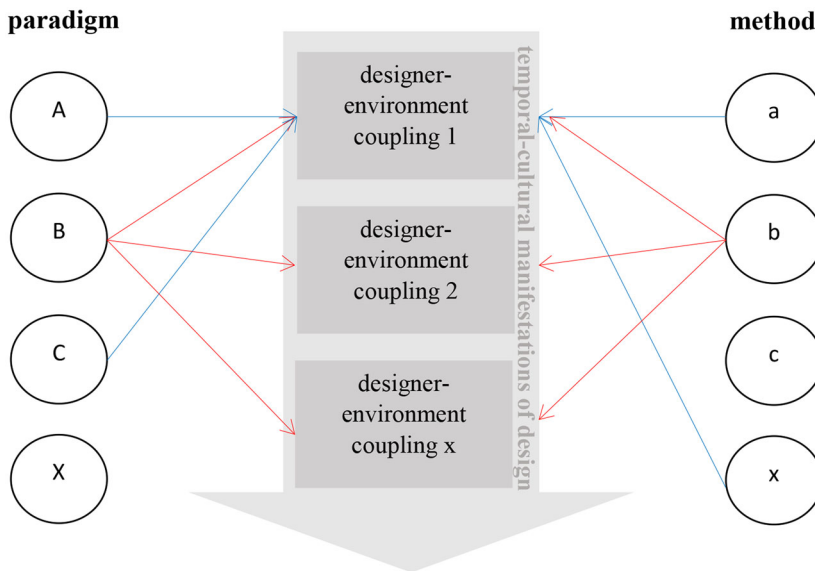 paradigm
method
A
B
C
X
designer-
environment
coupling 1
designer-
environment
coupling 2
designer-
environment
coupling x
temporal-cultural manifestations of design
a
b
c
x